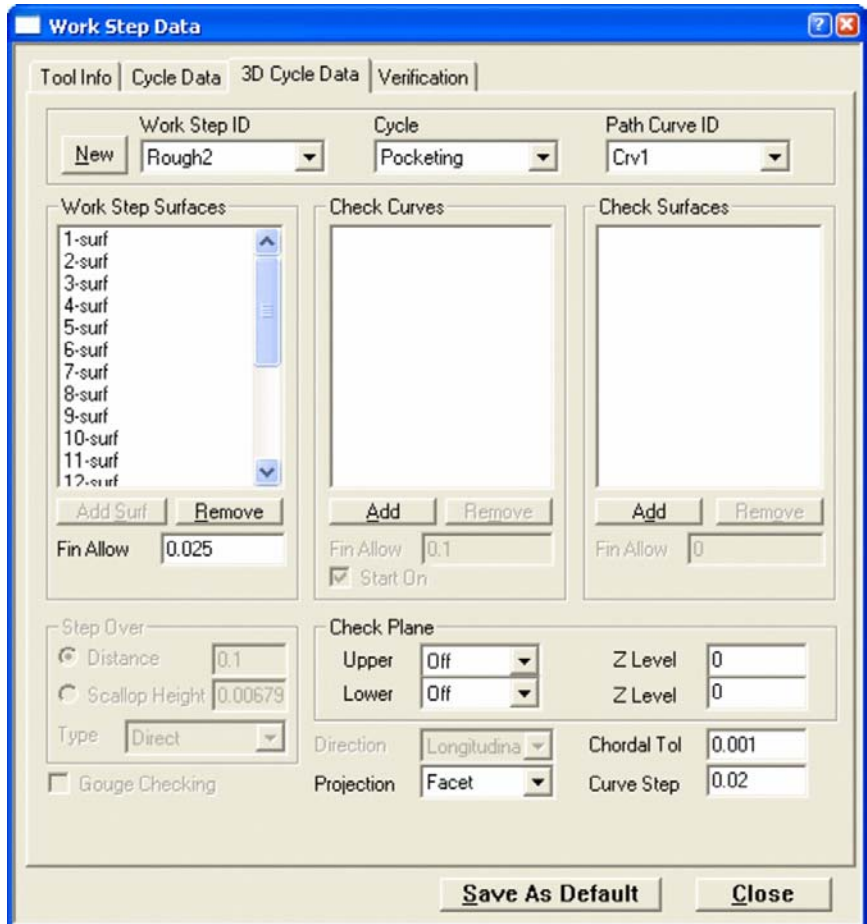 Work Step Data
Tool Info Cycle Data 3D Cycle Data Verification
Work Step ID Cycle Path Curve ID
New Rough2 Pocketing Crv1
Work Step Surfaces
1-surf
2-surf
3-surf
4-surf
5-surf
6-surf
7-surf
8-surf
9-surf
10-surf
11-surf
12-surf
Add Surf Remove
Fin Allow 0.025
Check Curves
Add Remove
Fin Allow 0.1
Start On
Check Surfaces
Add Remove
Fin Allow 0
Step Over
Distance 0.1
Scallop Height 0.00679
Type Direct
Gouge Checking
Check Plane
Upper Off Z Level 0
Lower Off Z Level 0
Direction Longitudina Chordal Tol 0.001
Projection Facet Curve Step 0.02
Save As Default Close